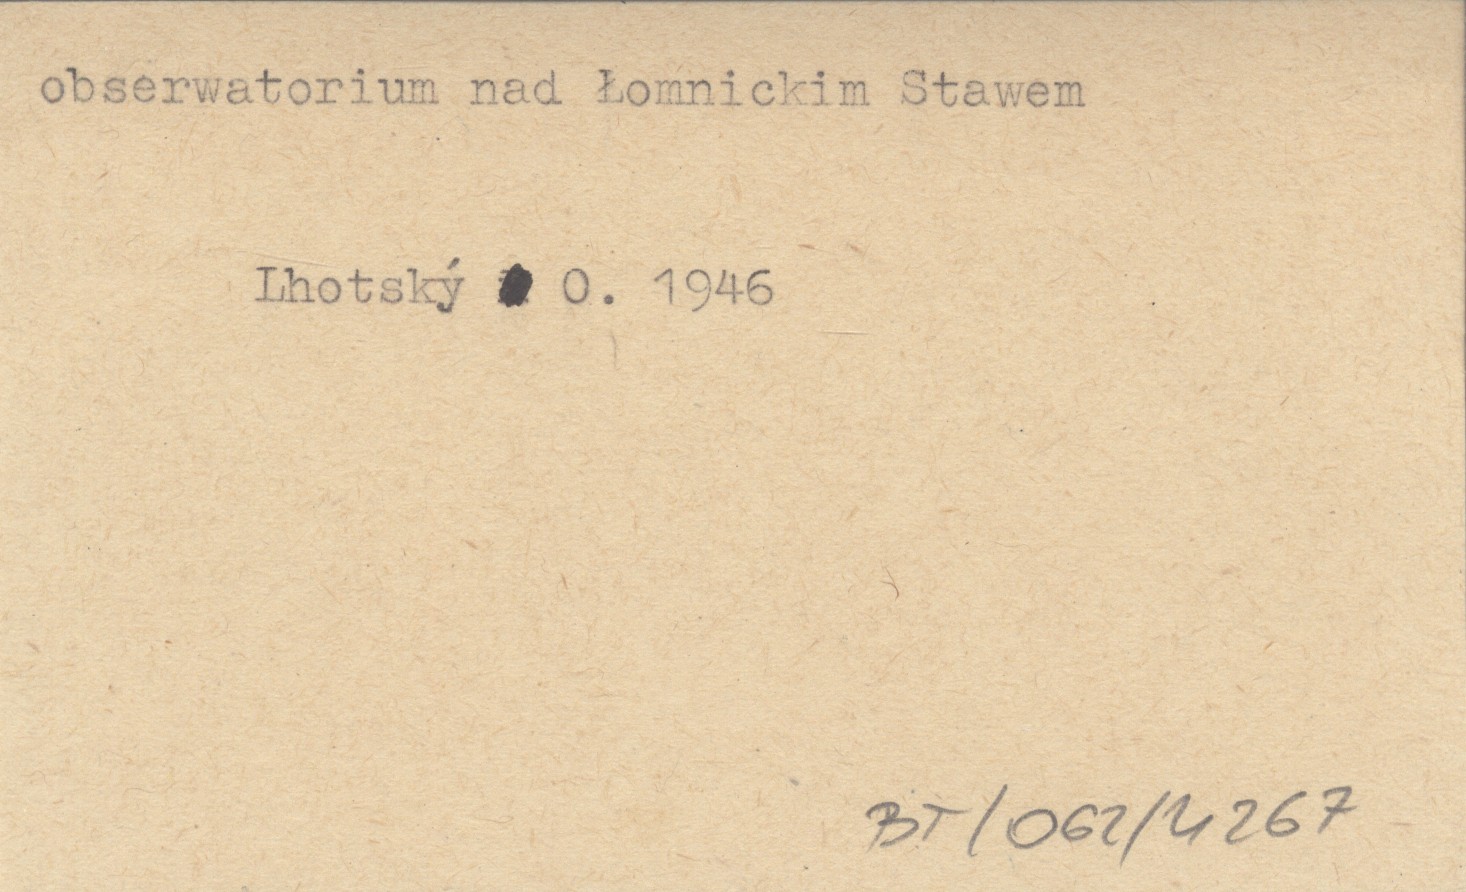 obserwatorium nad Łomnickim Stawem
Lhotský O. 1946
BT/062/4267